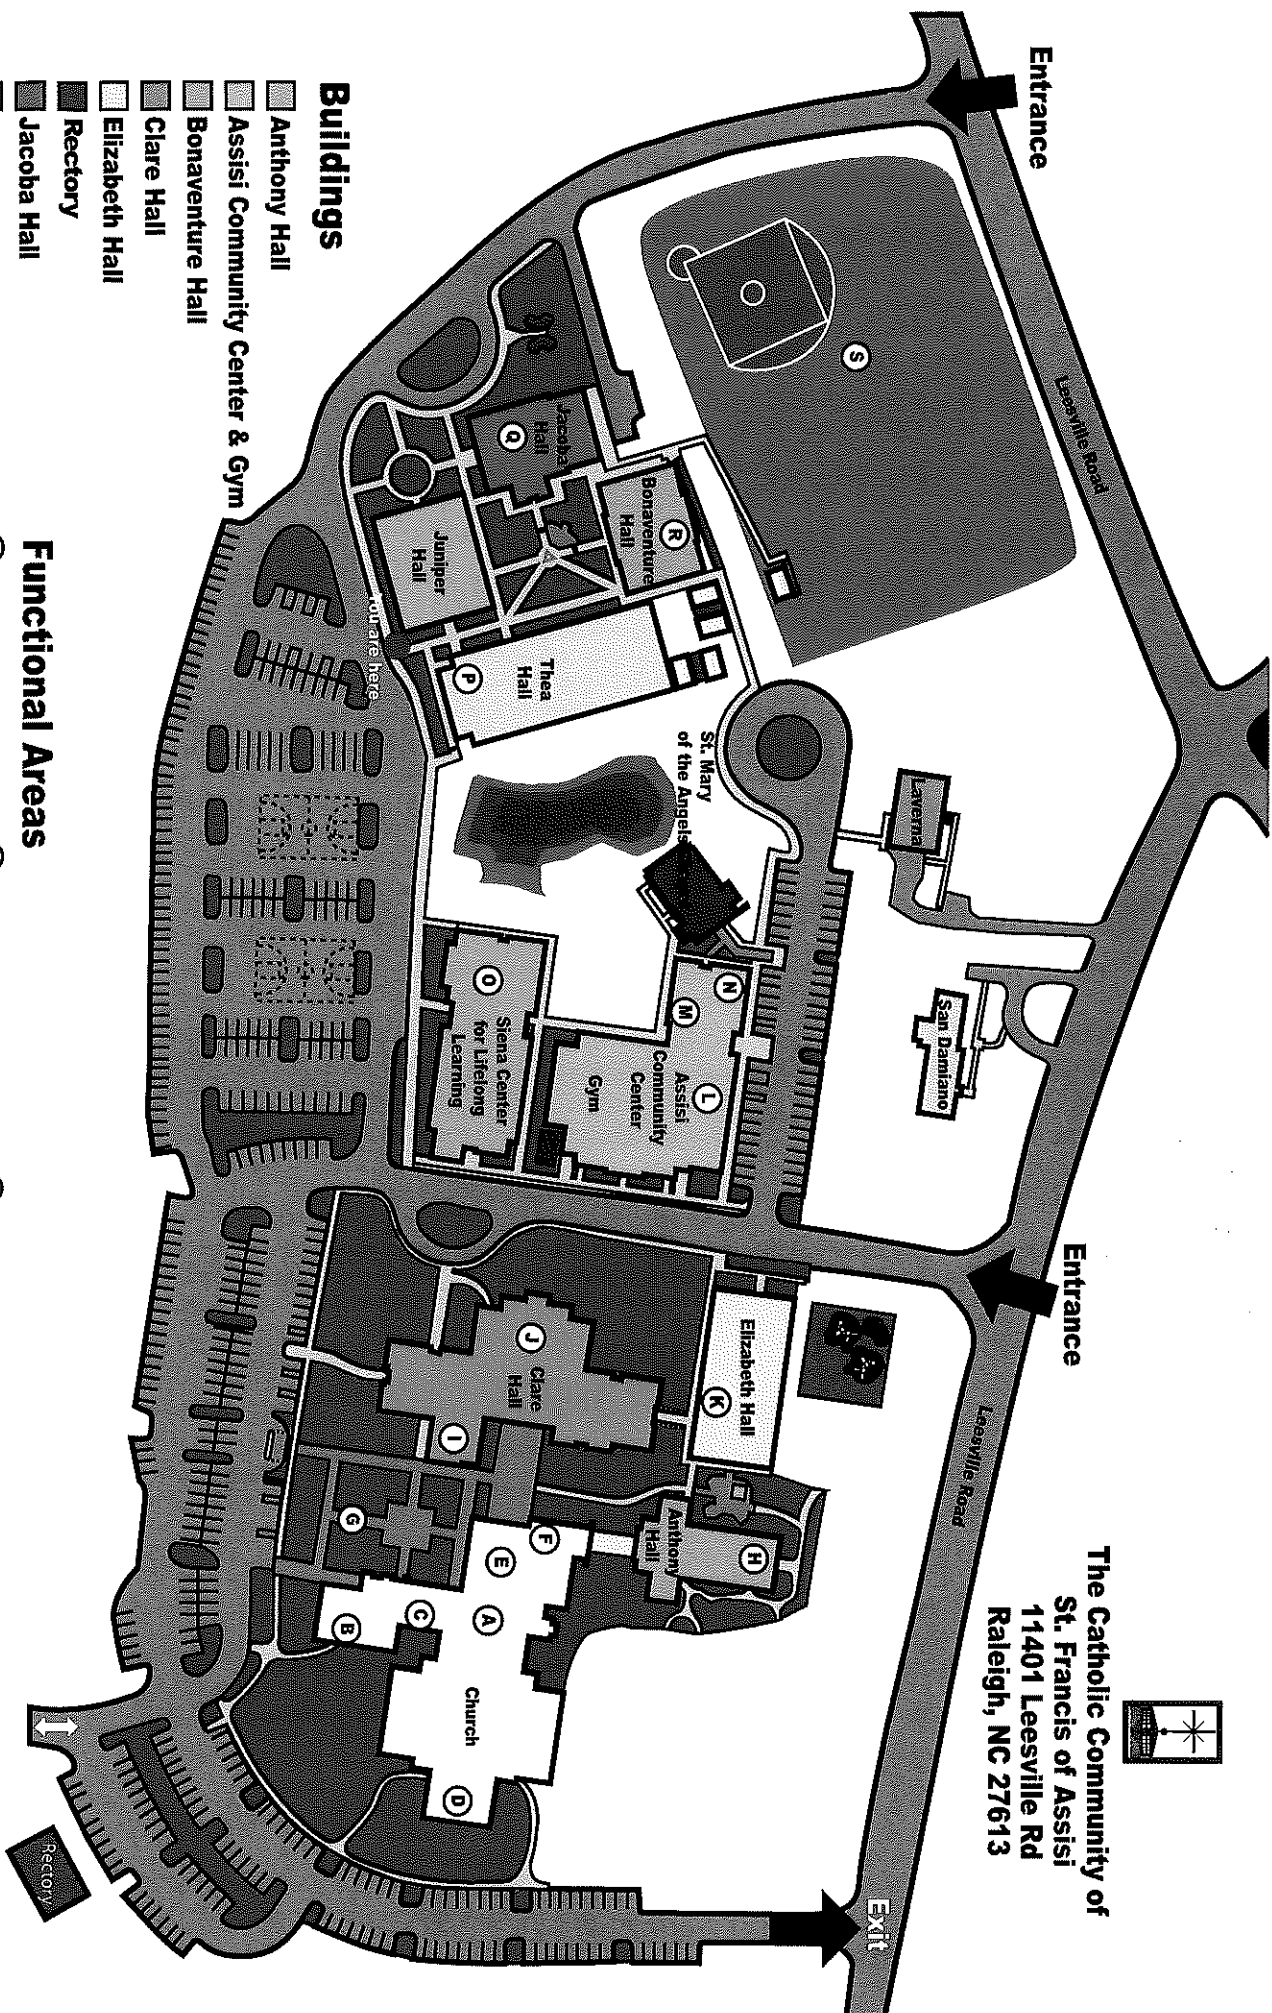 The Catholic Community of
St. Francis of Assisi
11401 Leesville Rd
Raleigh, NC 27613
Entrance
Entrance
Exit
Leesville Road
Leesville Road
S
Laverna
San Damiano
St. Mary
of the Angels
Jacoba
Hall
Q
Bonaventure
Hall
R
Juniper
Hall
You are here
Thea
Hall
P
N
M
L
Assisi
Community
Center
Gym
O
Siena Center
for Lifelong
Learning
Elizabeth Hall
K
J
Clare
Hall
I
Anthony
Hall
H
G
F
E
A
C
B
Church
D
Rectory
Buildings
Anthony Hall
Assisi Community Center & Gym
Bonaventure Hall
Clare Hall
Elizabeth Hall
Rectory
Jacoba Hall
Functional Areas